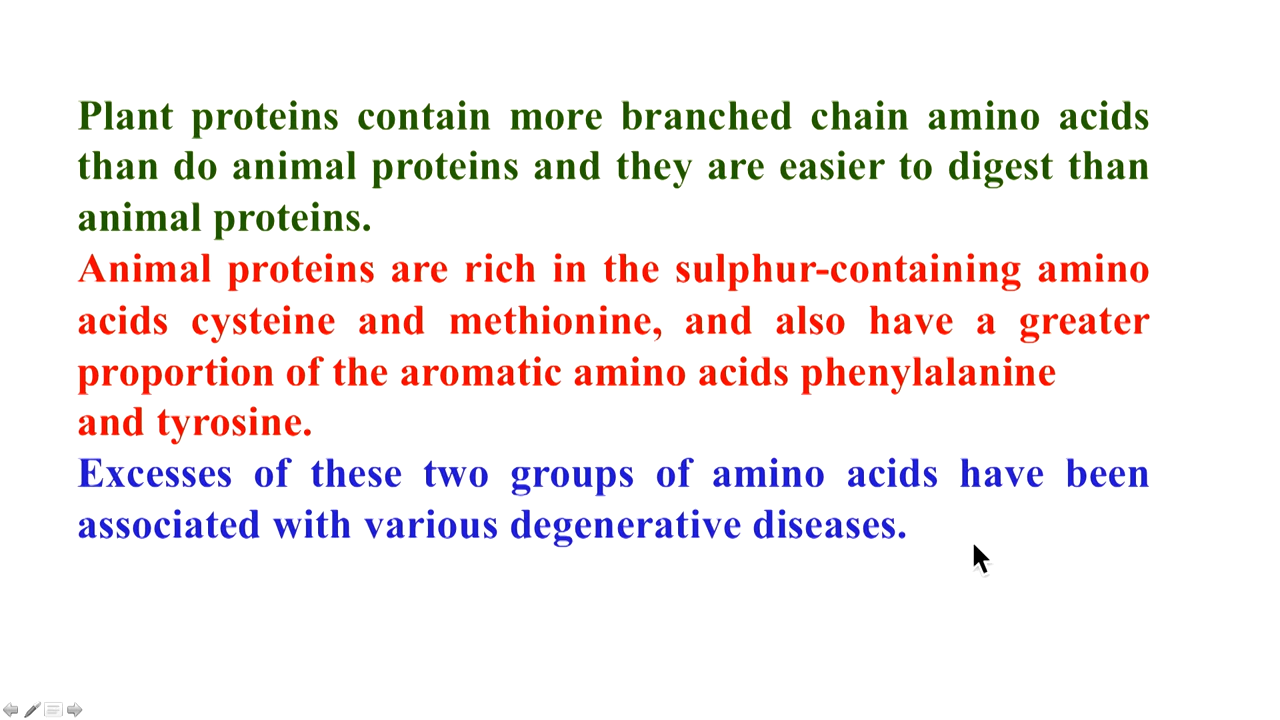 Plant proteins contain more branched chain amino acids
than do animal proteins and they are easier to digest than
animal proteins.
Animal proteins are rich in the sulphur-containing amino
acids cysteine and methionine, and also have a greater
proportion of the aromatic amino acids phenylalanine
and tyrosine.
Excesses of these two groups of amino acids have been
associated with various degenerative diseases.